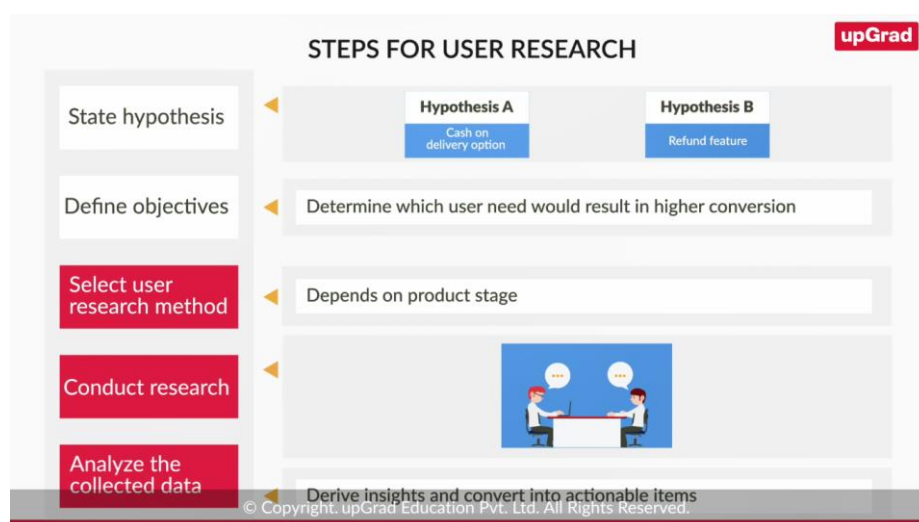 upGrad
STEPS FOR USER RESEARCH
State hypothesis
Hypothesis A
Cash on
delivery option
Hypothesis B
Refund feature
Define objectives
Determine which user need would result in higher conversion
Select user
research method
Depends on product stage
Conduct research
Analyze the
collected data
Derive insights and convert into actionable items
© Copyright. upGrad Education Pvt. Ltd. All Rights Reserved.